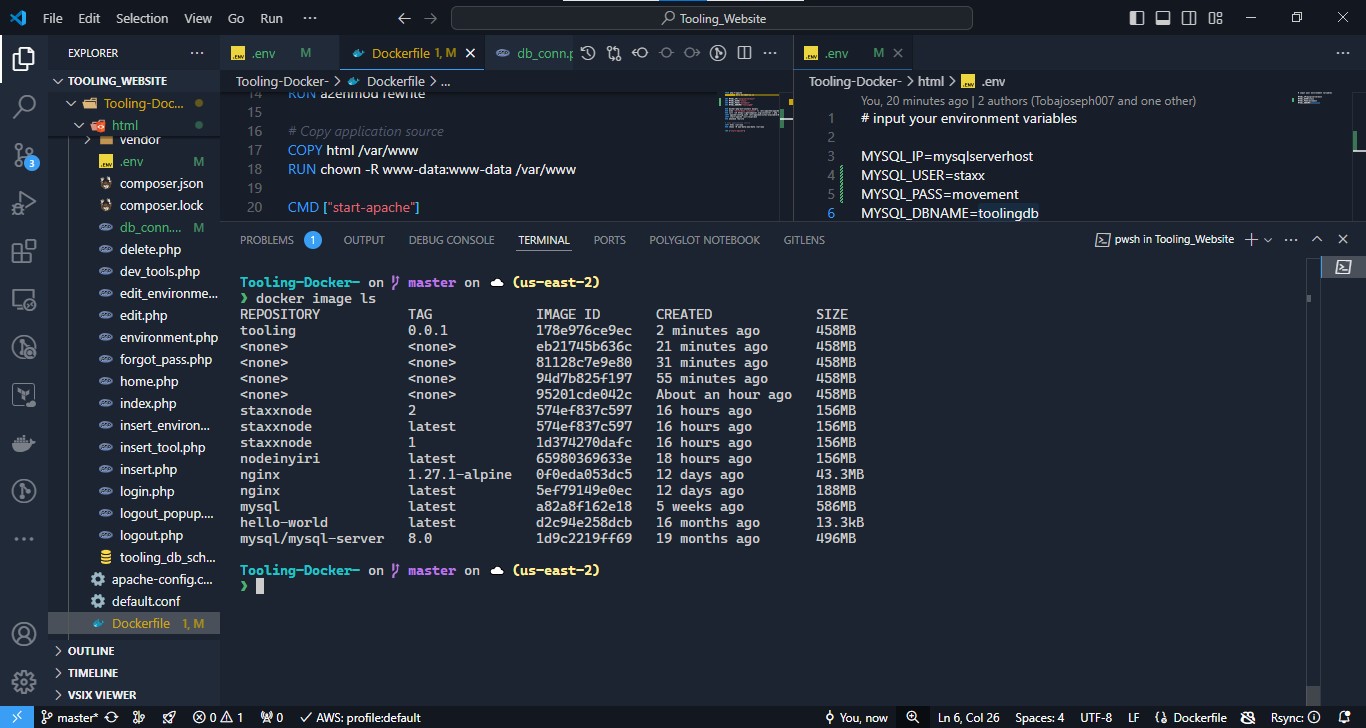 File Edit Selection View Go Run ··· Tooling_Website
EXPLORER ···
TOOLING_WEBSITE
Tooling-Doc...
html
vendor
.env M
composer.json
composer.lock
db_conn.... M
delete.php
dev_tools.php
edit_environme...
edit.php
environment.php
forgot_pass.php
home.php
index.php
insert_environ...
insert_tool.php
insert.php
login.php
logout_popup....
logout.php
tooling_db_sch...
apache-config.c...
default.conf
Dockerfile 1, M
OUTLINE
TIMELINE
VSIX VIEWER
3
.env M Dockerfile 1, M db_conn.p
Tooling-Docker- > Dockerfile > ...
14 RUN a2enmod rewrite
15
16 # Copy application source
17 COPY html /var/www
18 RUN chown -R www-data:www-data /var/www
19
20 CMD ["start-apache"]
.env M
Tooling-Docker- > html > .env
You, 20 minutes ago | 2 authors (Tobajoseph007 and one other)
1 # input your environment variables
2
3 MYSQL_IP=mysqlserverhost
4 MYSQL_USER=staxx
5 MYSQL_PASS=movement
6 MYSQL_DBNAME=toolingdb
PROBLEMS 1 OUTPUT DEBUG CONSOLE TERMINAL PORTS POLYGLOT NOTEBOOK GITLENS pwsh in Tooling_Website
Tooling-Docker- on master on (us-east-2)
❯ docker image ls
REPOSITORY TAG IMAGE ID CREATED SIZE
tooling 0.0.1 178e976ce9ec 2 minutes ago 458MB
<none> <none> eb21745b636c 21 minutes ago 458MB
<none> <none> 81128c7e9e80 31 minutes ago 458MB
<none> <none> 94d7b825f197 55 minutes ago 458MB
<none> <none> 95201cde042c About an hour ago 458MB
staxxnode 2 574ef837c597 16 hours ago 156MB
staxxnode latest 574ef837c597 16 hours ago 156MB
staxxnode 1 1d374270dafc 16 hours ago 156MB
nodeinyiri latest 65980369633e 18 hours ago 156MB
nginx 1.27.1-alpine 0f0eda053dc5 12 days ago 43.3MB
nginx latest 5ef79149e0ec 12 days ago 188MB
mysql latest a82a8f162e18 5 weeks ago 586MB
hello-world latest d2c94e258dcb 16 months ago 13.3kB
mysql/mysql-server 8.0 1d9c2219ff69 19 months ago 496MB
Tooling-Docker- on master on (us-east-2)
❯
master* 0 1 0 AWS: profile:default You, now Ln 6, Col 26 Spaces: 4 UTF-8 LF Dockerfile Rsync: